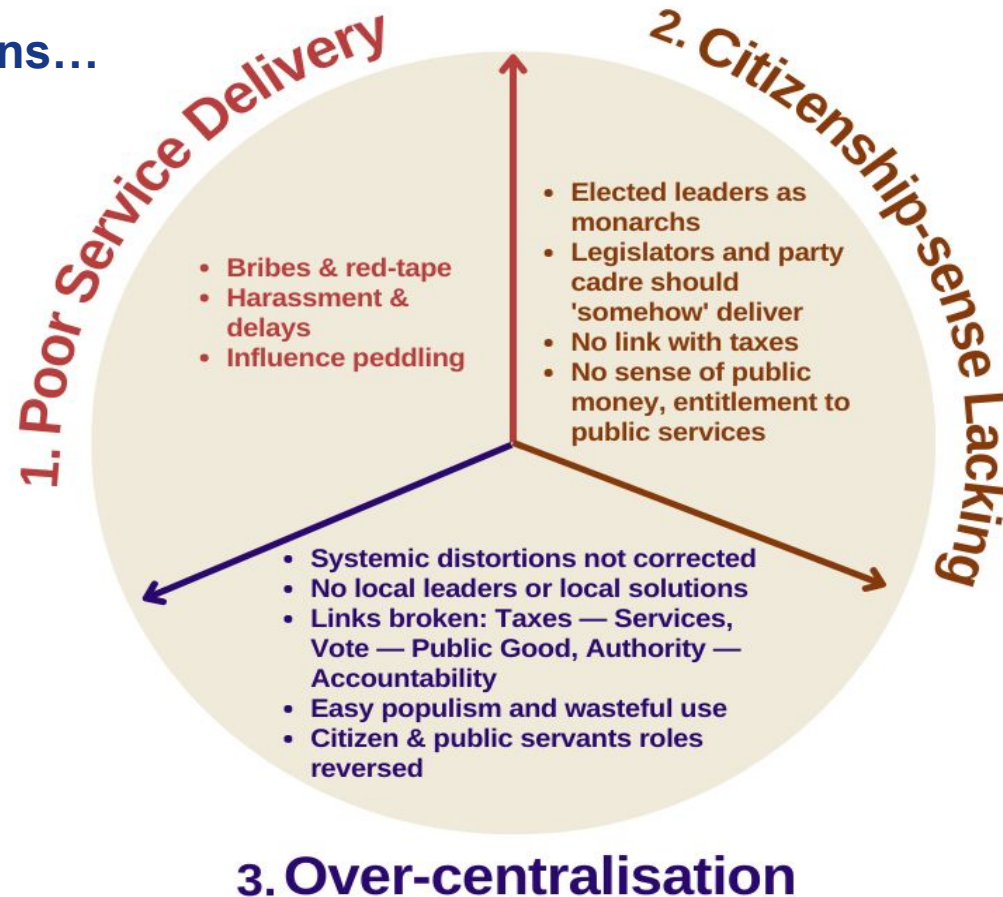 ns…
1. Poor Service Delivery
• Bribes & red-tape
• Harassment &
delays
• Influence peddling
2. Citizenship-sense Lacking
• Elected leaders as
monarchs
• Legislators and party
cadre should
'somehow' deliver
• No link with taxes
• No sense of public
money, entitlement to
public services
• Systemic distortions not corrected
• No local leaders or local solutions
• Links broken: Taxes — Services,
Vote — Public Good, Authority —
Accountability
• Easy populism and wasteful use
• Citizen & public servants roles
reversed
3. Over-centralisation